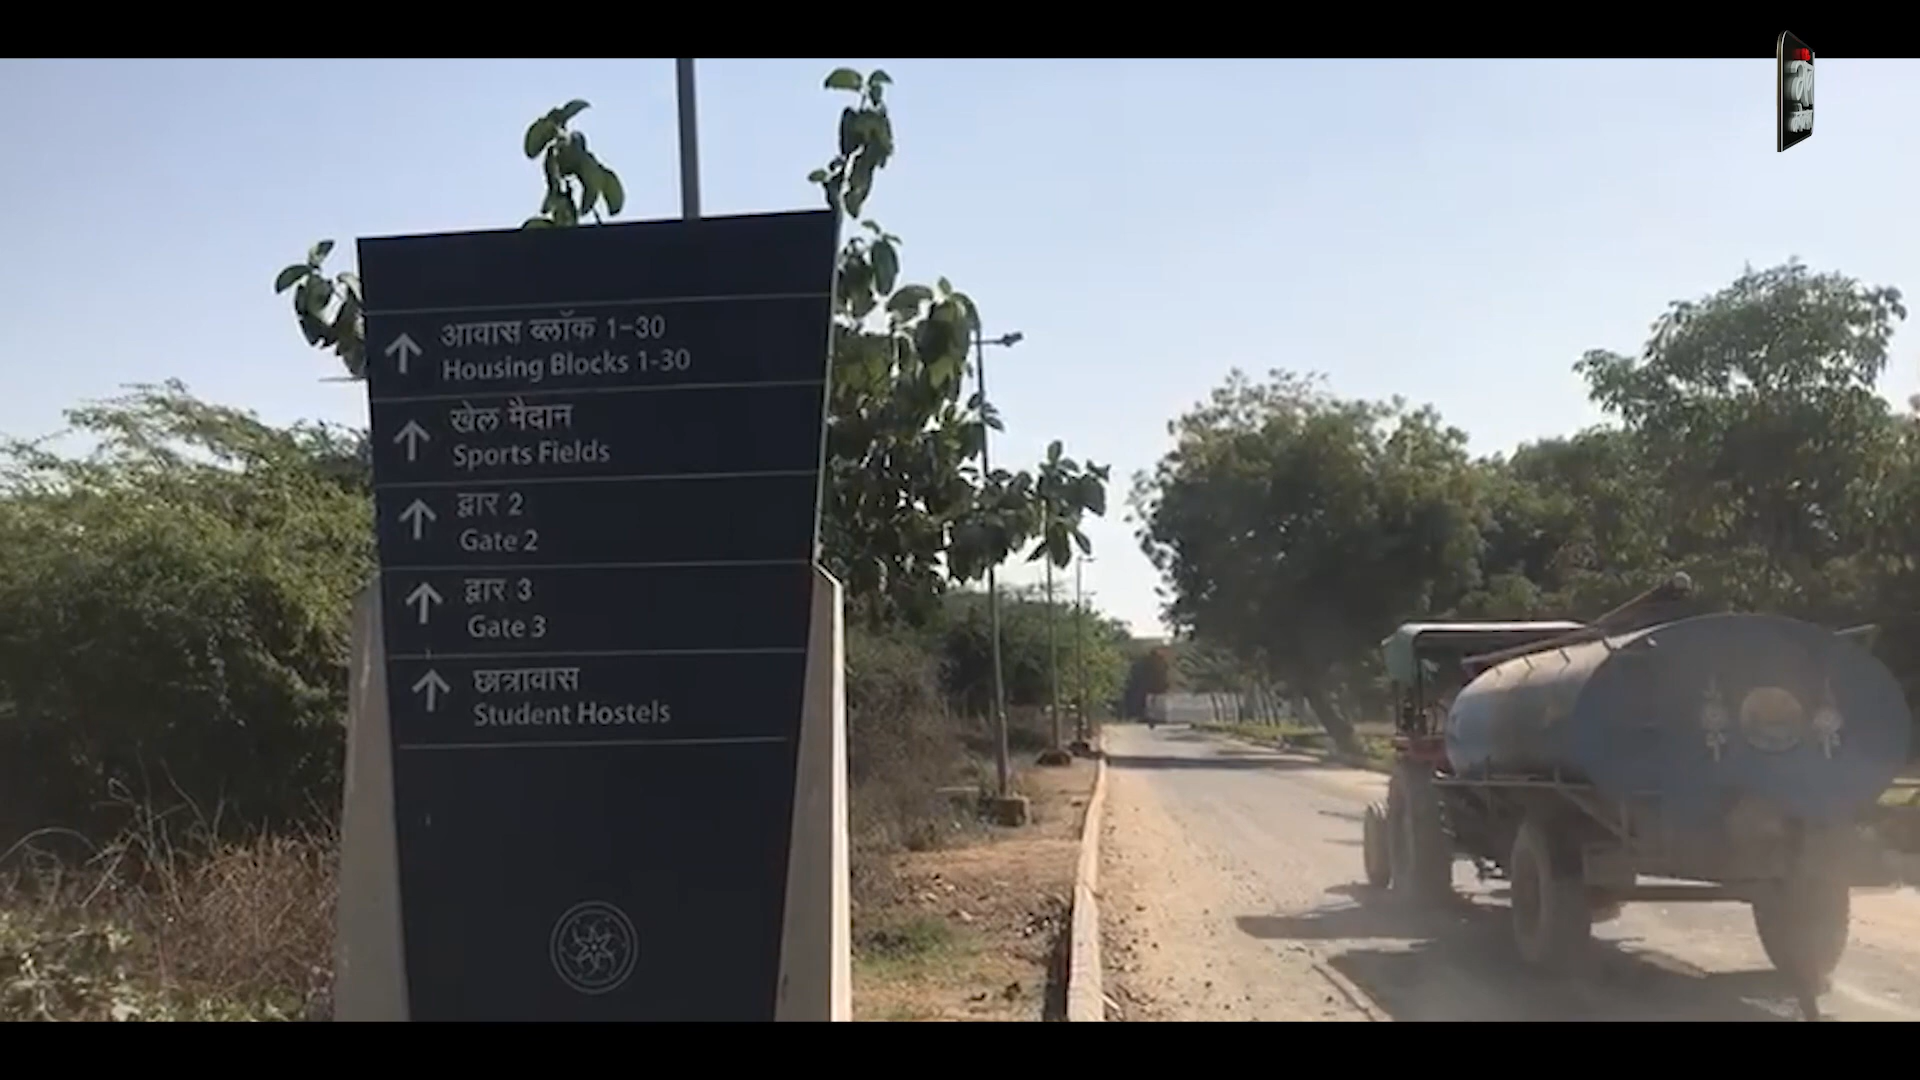 आवास ब्लॉक 1-30
Housing Blocks 1-30
खेल मैदान
Sports Fields
द्वार 2
Gate 2
द्वार 3
Gate 3
छात्रावास
Student Hostels